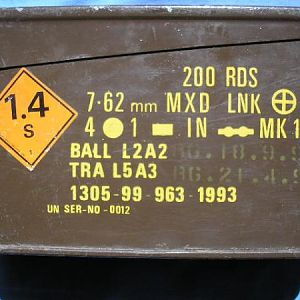 200 RDS
1.4
S
7·62 mm MXD LNK
4 1 IN MK1
BALL L2A2
TRA L5A3
1305-99-963-1993
UN SER-NO-0012